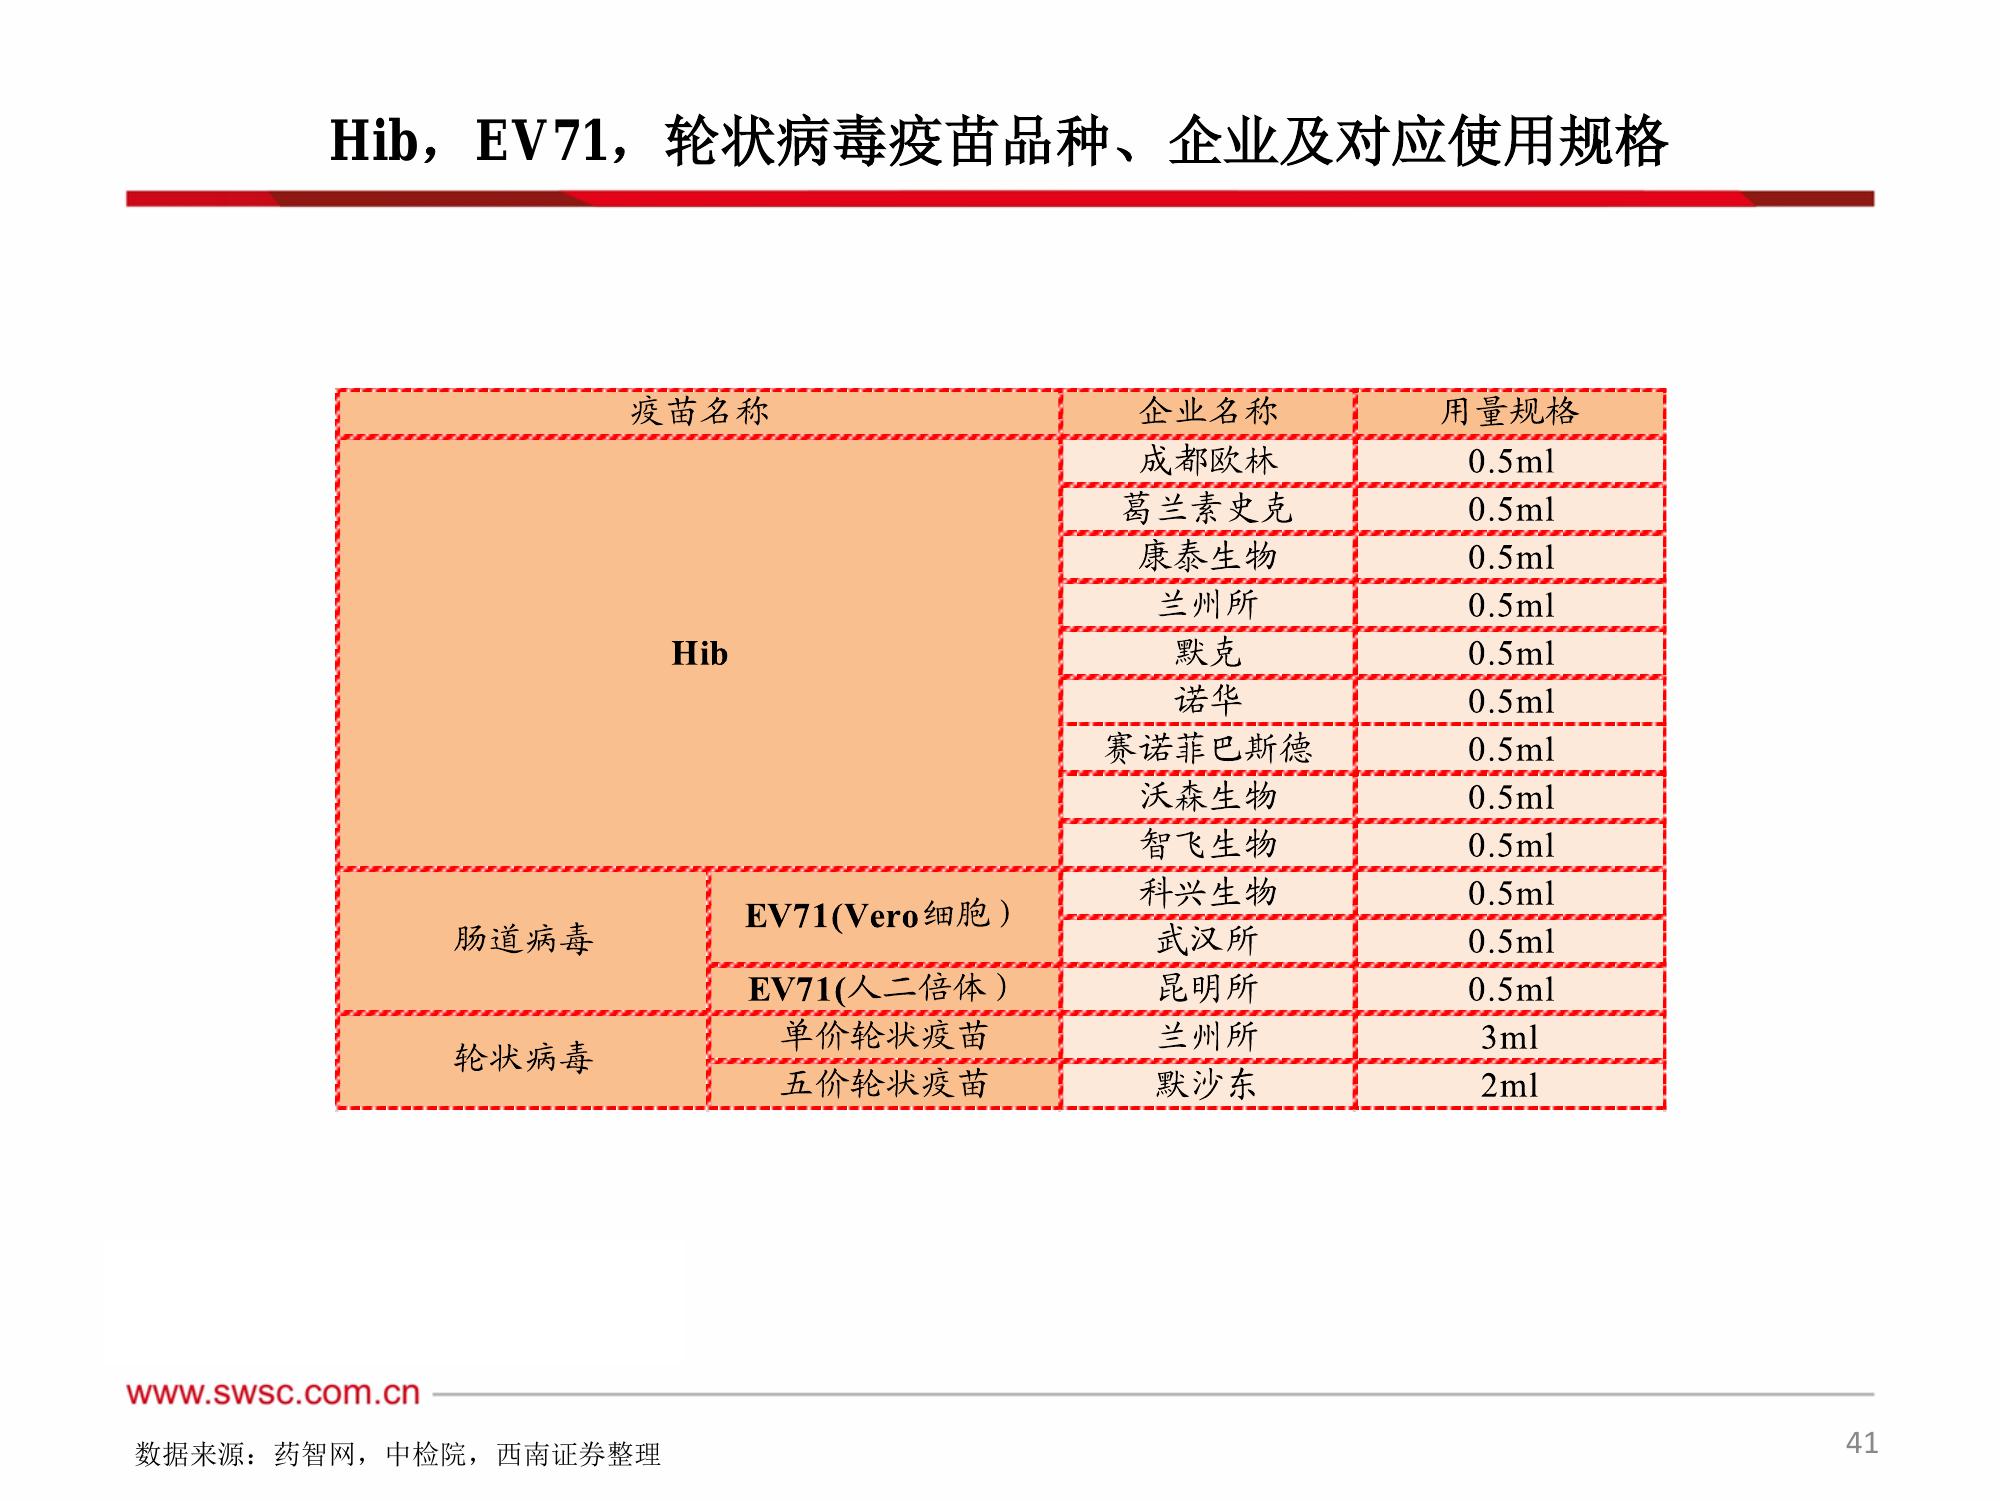 Hib，EV71，轮状病毒疫苗品种、企业及对应使用规格
疫苗名称 企业名称 用量规格
Hib
成都欧林 0.5ml
葛兰素史克 0.5ml
康泰生物 0.5ml
兰州所 0.5ml
默克 0.5ml
诺华 0.5ml
赛诺菲巴斯德 0.5ml
沃森生物 0.5ml
智飞生物 0.5ml
肠道病毒
EV71(Vero细胞）
科兴生物 0.5ml
武汉所 0.5ml
EV71(人二倍体） 昆明所 0.5ml
轮状病毒
单价轮状疫苗 兰州所 3ml
五价轮状疫苗 默沙东 2ml
www.swsc.com.cn
数据来源：药智网，中检院，西南证券整理
41